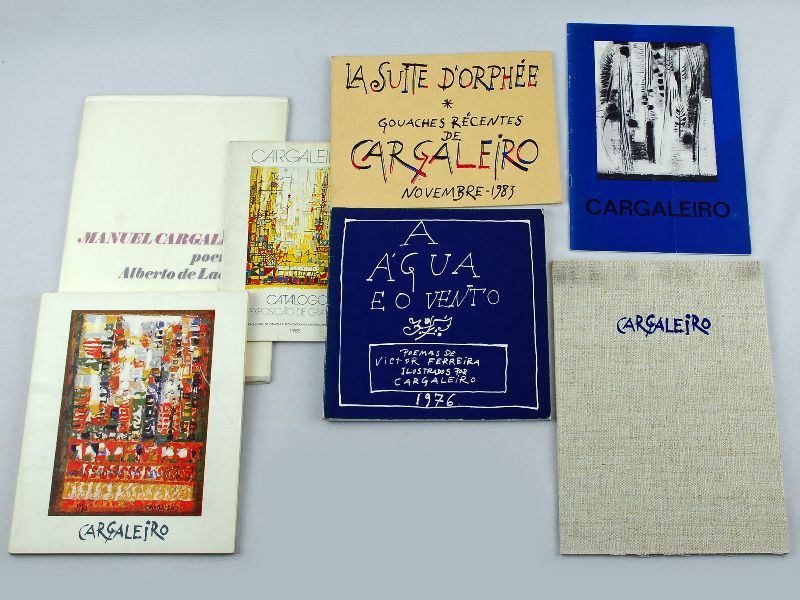 MANUEL CARGAL
poe
Alberto de La
CARGALEI
CATÁLOGO
EXPOSIÇÃO DE GRA
1985
LA SUITE D'ORPHÉE
*
GOUACHES RÉCENTES
DE
CARGALEIRO
NOVEMBRE-1983
CARGALEIRO
CARGALEIRO
A
ÁGUA
E O VENTO
POEMAS DE
VICTOR FERREIRA
ILUSTRADOS POR
CARGALEIRO
1976
CARGALEIRO